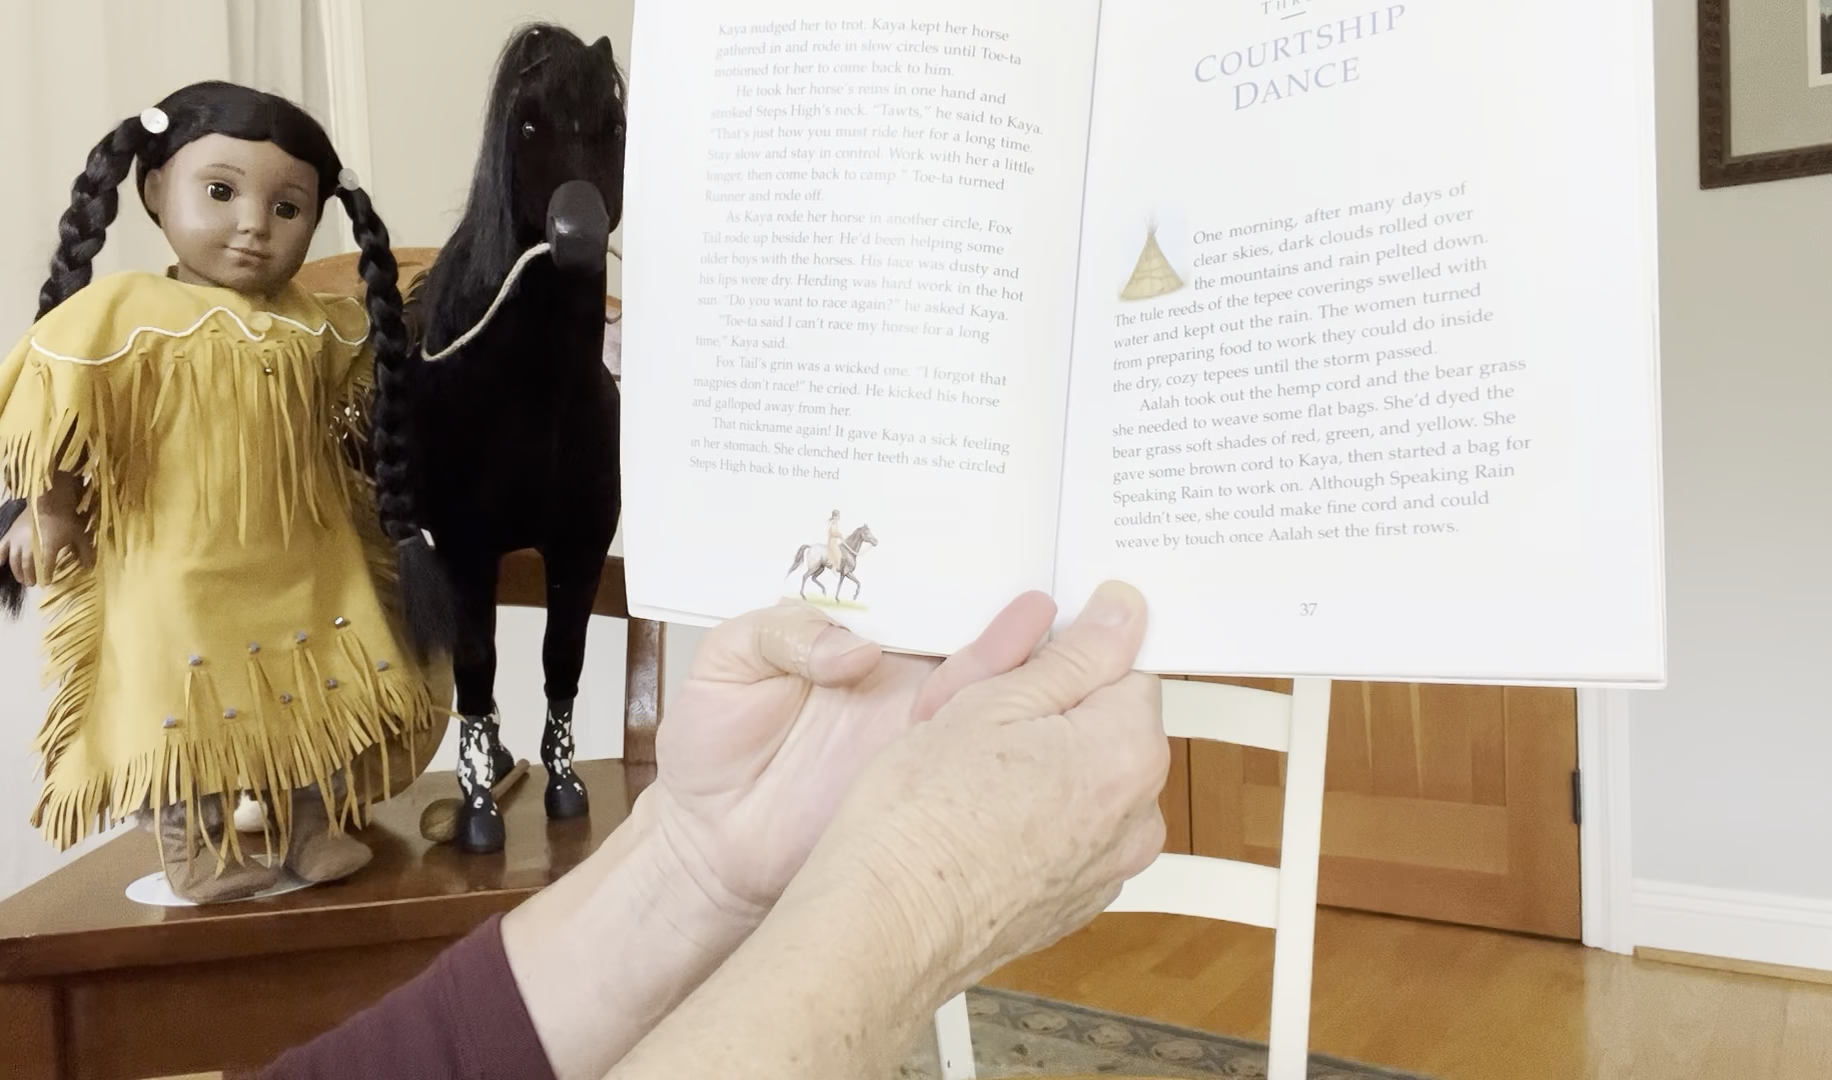 Kaya nudged her to trot. Kaya kept her horse
gathered in and rode in slow circles until Toe-ta
motioned for her to come back to him.
He took her horse's reins in one hand and
stroked Steps High's neck. "Tawts," he said to Kaya.
"That's just how you must ride her for a long time.
Stay slow and stay in control. Work with her a little
longer, then come back to camp." Toe-ta turned
Runner and rode off.
As Kaya rode her horse in another circle, Fox
Tail rode up beside her. He'd been helping some
older boys with the horses. His face was dusty and
his lips were dry. Herding was hard work in the hot
sun. "Do you want to race again?" he asked Kaya.
"Toe-ta said I can't race my horse for a long
time," Kaya said.
Fox Tail's grin was a wicked one. "I forgot that
magpies don't race!" he cried. He kicked his horse
and galloped away from her.
That nickname again! It gave Kaya a sick feeling
in her stomach. She clenched her teeth as she circled
Steps High back to the herd
COURTSHIP
DANCE
One morning, after many days of
clear skies, dark clouds rolled over
the mountains and rain pelted down.
The tule reeds of the tepee coverings swelled with
water and kept out the rain. The women turned
from preparing food to work they could do inside
the dry, cozy tepees until the storm passed.
Aalah took out the hemp cord and the bear grass
she needed to weave some flat bags. She'd dyed the
bear grass soft shades of red, green, and yellow. She
gave some brown cord to Kaya, then started a bag for
Speaking Rain to work on. Although Speaking Rain
couldn't see, she could make fine cord and could
weave by touch once Aalah set the first rows.
37